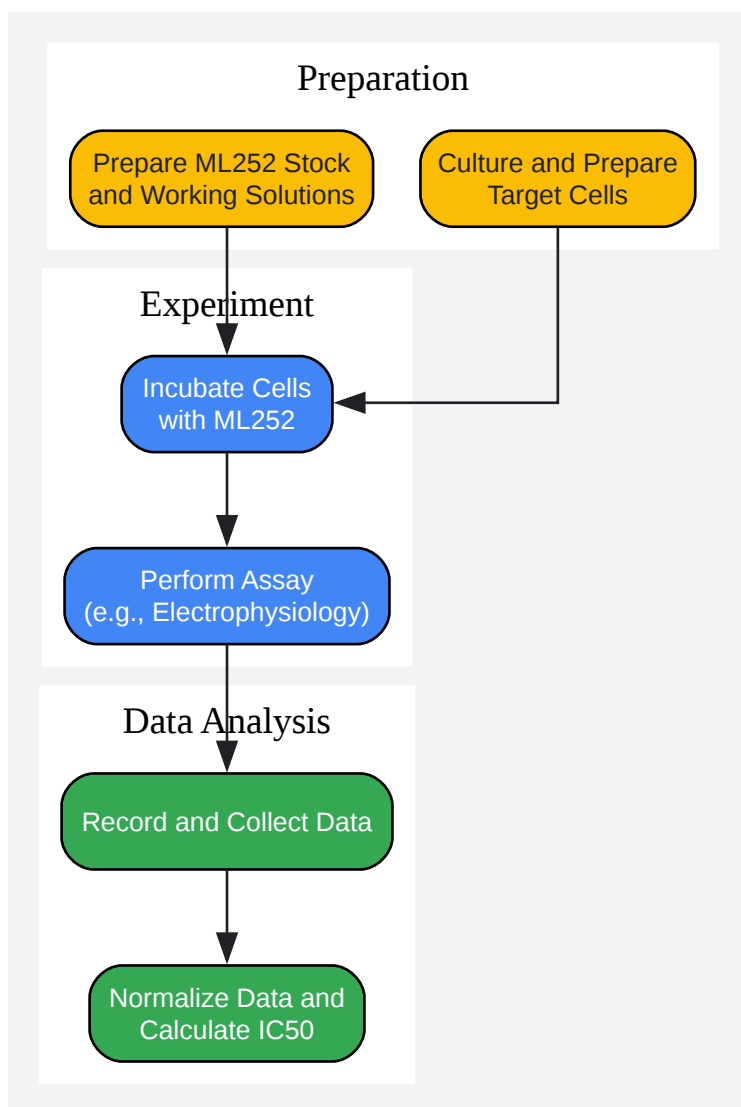 Preparation
Prepare ML252 Stock
and Working Solutions
Culture and Prepare
Target Cells
Experiment
Incubate Cells
with ML252
Perform Assay
(e.g., Electrophysiology)
Data Analysis
Record and Collect Data
Normalize Data and
Calculate IC50